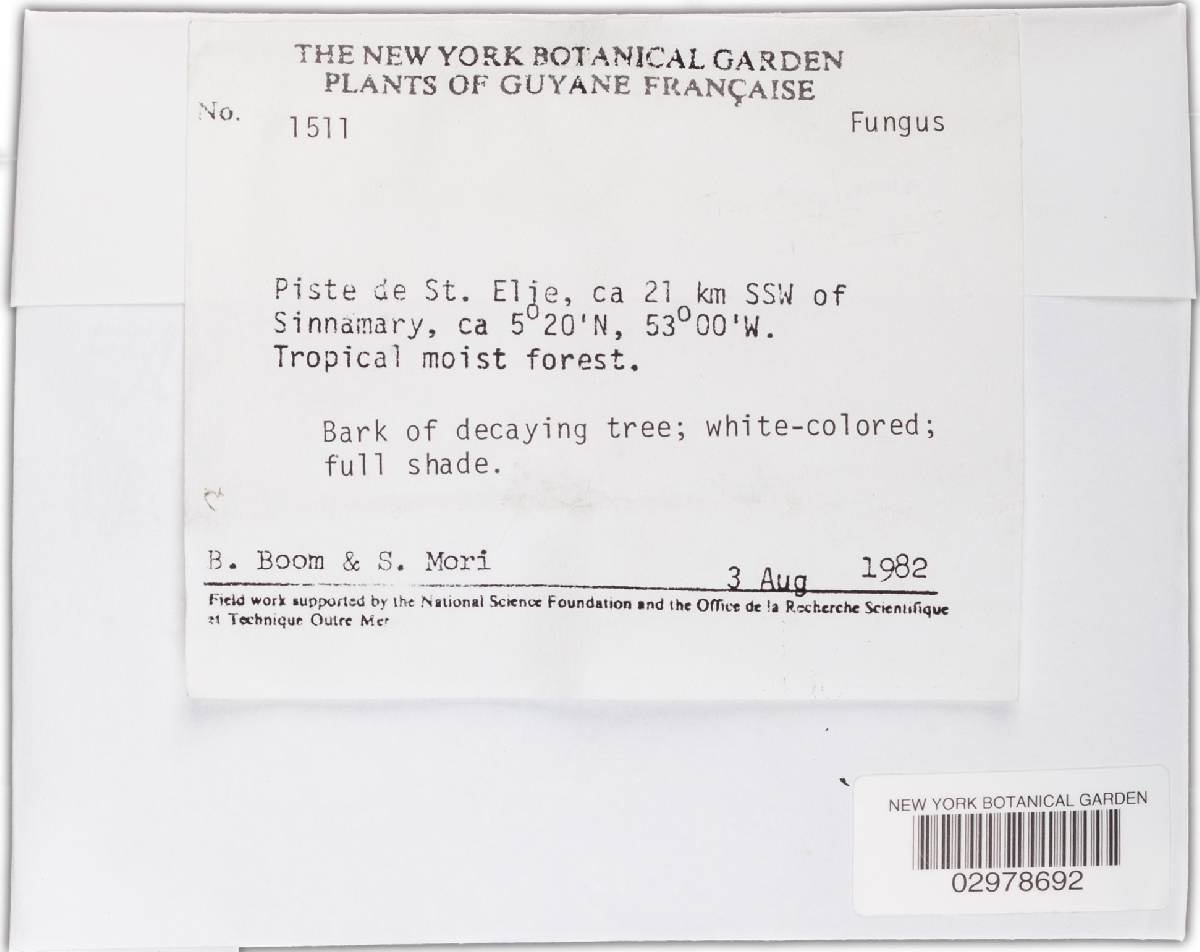 THE NEW YORK BOTANICAL GARDEN
PLANTS OF GUYANE FRANÇAISE
No. 1511 Fungus
Piste de St. Elie, ca 21 km SSW of
Sinnamary, ca 5°20'N, 53°00'W.
Tropical moist forest.
Bark of decaying tree; white-colored;
full shade.
B. Boom & S. Mori 3 Aug 1982
Field work supported by the National Science Foundation and the Office de la Recherche Scientifique
et Technique Outre Mer
NEW YORK BOTANICAL GARDEN
02978692